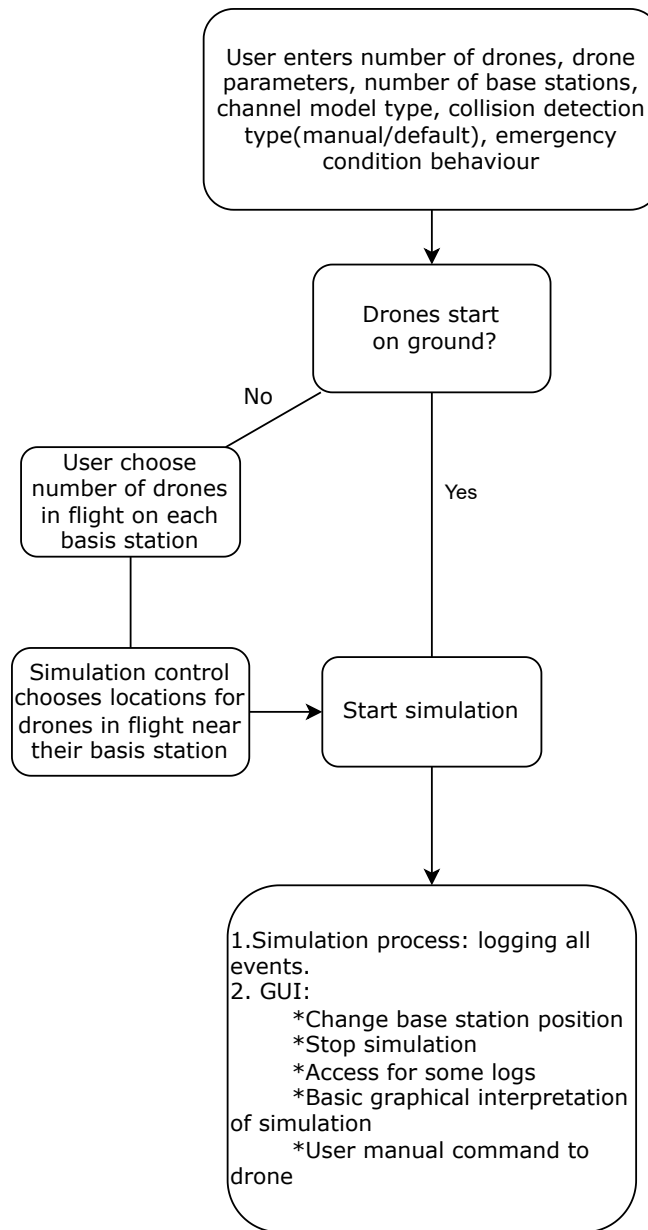 User enters number of drones, drone
parameters, number of base stations,
channel model type, collision detection
type(manual/default), emergency
condition behaviour
Drones start
on ground?
No
Yes
User choose
number of drones
in flight on each
basis station
Simulation control
chooses locations for
drones in flight near
their basis station
Start simulation
1.Simulation process: logging all
events.
2. GUI:
*Change base station position
*Stop simulation
*Access for some logs
*Basic graphical interpretation
of simulation
*User manual command to
drone